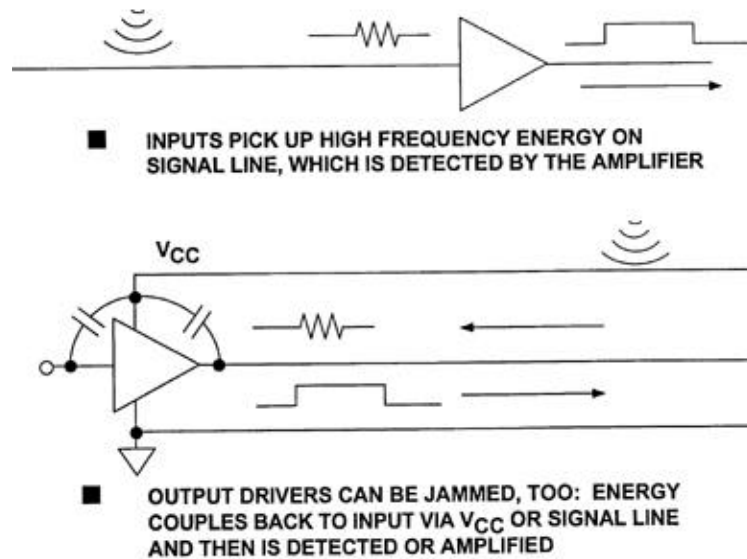 ■ INPUTS PICK UP HIGH FREQUENCY ENERGY ON
SIGNAL LINE, WHICH IS DETECTED BY THE AMPLIFIER
VCC
■ OUTPUT DRIVERS CAN BE JAMMED, TOO: ENERGY
COUPLES BACK TO INPUT VIA VCC OR SIGNAL LINE
AND THEN IS DETECTED OR AMPLIFIED